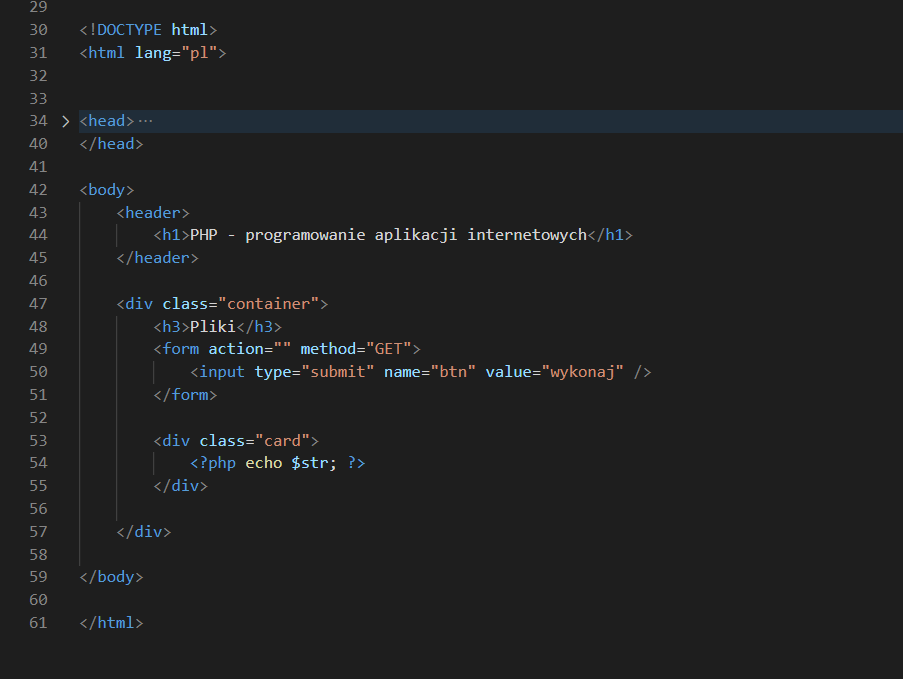 29
30 <!DOCTYPE html>
31 <html lang="pl">
32
33
34 > <head>···
40 </head>
41
42 <body>
43     <header>
44         <h1>PHP - programowanie aplikacji internetowych</h1>
45     </header>
46
47     <div class="container">
48         <h3>Pliki</h3>
49         <form action="" method="GET">
50             <input type="submit" name="btn" value="wykonaj" />
51         </form>
52
53         <div class="card">
54             <?php echo $str; ?>
55         </div>
56
57     </div>
58
59 </body>
60
61 </html>